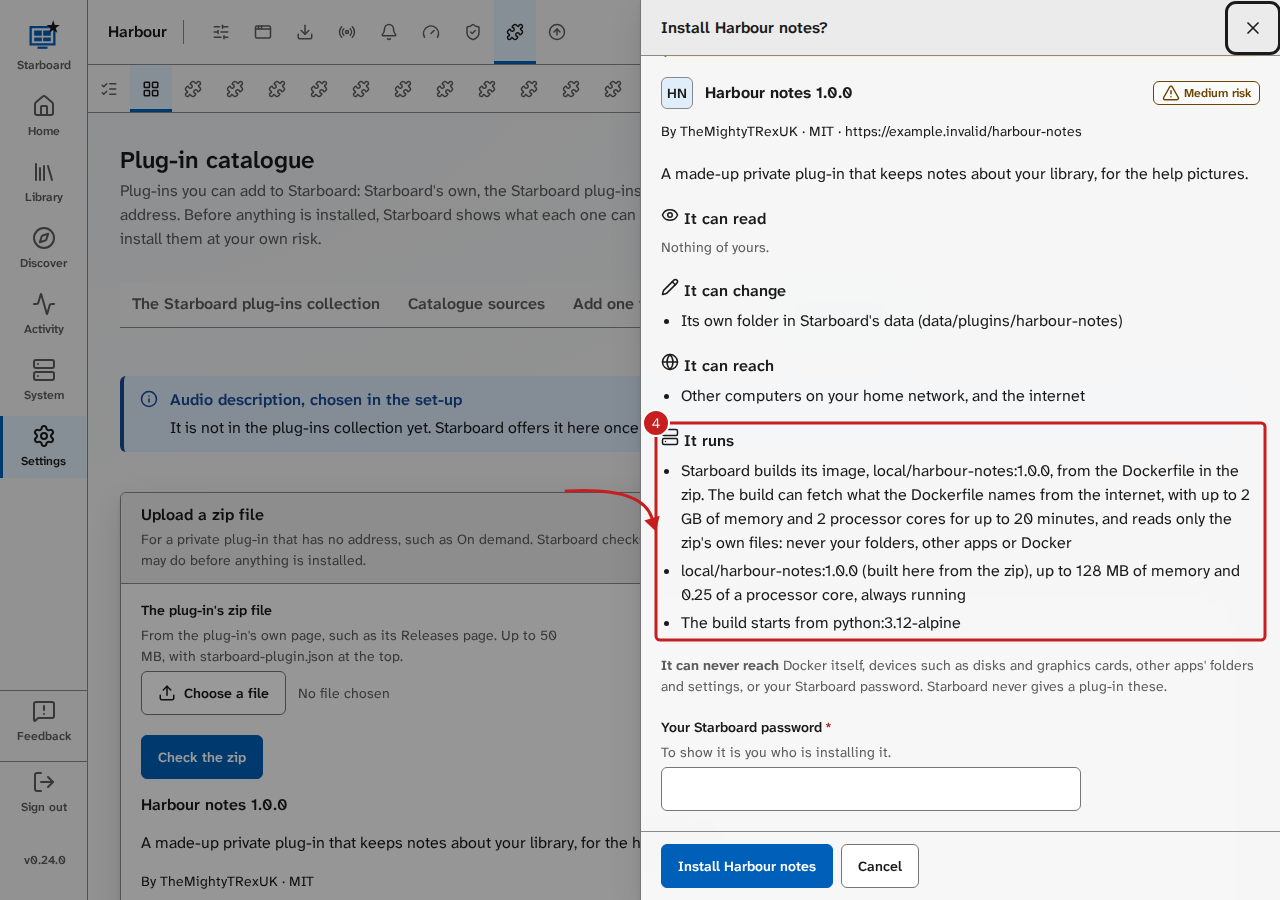 Starboard
Home
Library
Discover
Activity
System
Settings
Feedback
Sign out
v0.24.0
Harbour
Plug-in catalogue
Plug-ins you can add to Starboard: Starboard's own, the Starboard plug-ins
address. Before anything is installed, Starboard shows what each one can
install them at your own risk.
The Starboard plug-ins collection
Catalogue sources
Add one
Audio description, chosen in the set-up
It is not in the plug-ins collection yet. Starboard offers it here once
Upload a zip file
For a private plug-in that has no address, such as On demand. Starboard check
may do before anything is installed.
The plug-in's zip file
From the plug-in's own page, such as its Releases page. Up to 50
MB, with starboard-plugin.json at the top.
Choose a file
No file chosen
Check the zip
Harbour notes 1.0.0
A made-up private plug-in that keeps notes about your library, for the h
By TheMightyTRexUK · MIT
Install Harbour notes?
HN
Harbour notes 1.0.0
Medium risk
By TheMightyTRexUK · MIT · https://example.invalid/harbour-notes
A made-up private plug-in that keeps notes about your library, for the help pictures.
It can read
Nothing of yours.
It can change
• Its own folder in Starboard's data (data/plugins/harbour-notes)
It can reach
• Other computers on your home network, and the internet
4
It runs
• Starboard builds its image, local/harbour-notes:1.0.0, from the Dockerfile in the
zip. The build can fetch what the Dockerfile names from the internet, with up to 2
GB of memory and 2 processor cores for up to 20 minutes, and reads only the
zip's own files: never your folders, other apps or Docker
• local/harbour-notes:1.0.0 (built here from the zip), up to 128 MB of memory and
0.25 of a processor core, always running
• The build starts from python:3.12-alpine
It can never reach Docker itself, devices such as disks and graphics cards, other apps' folders
and settings, or your Starboard password. Starboard never gives a plug-in these.
Your Starboard password *
To show it is you who is installing it.
Install Harbour notes
Cancel